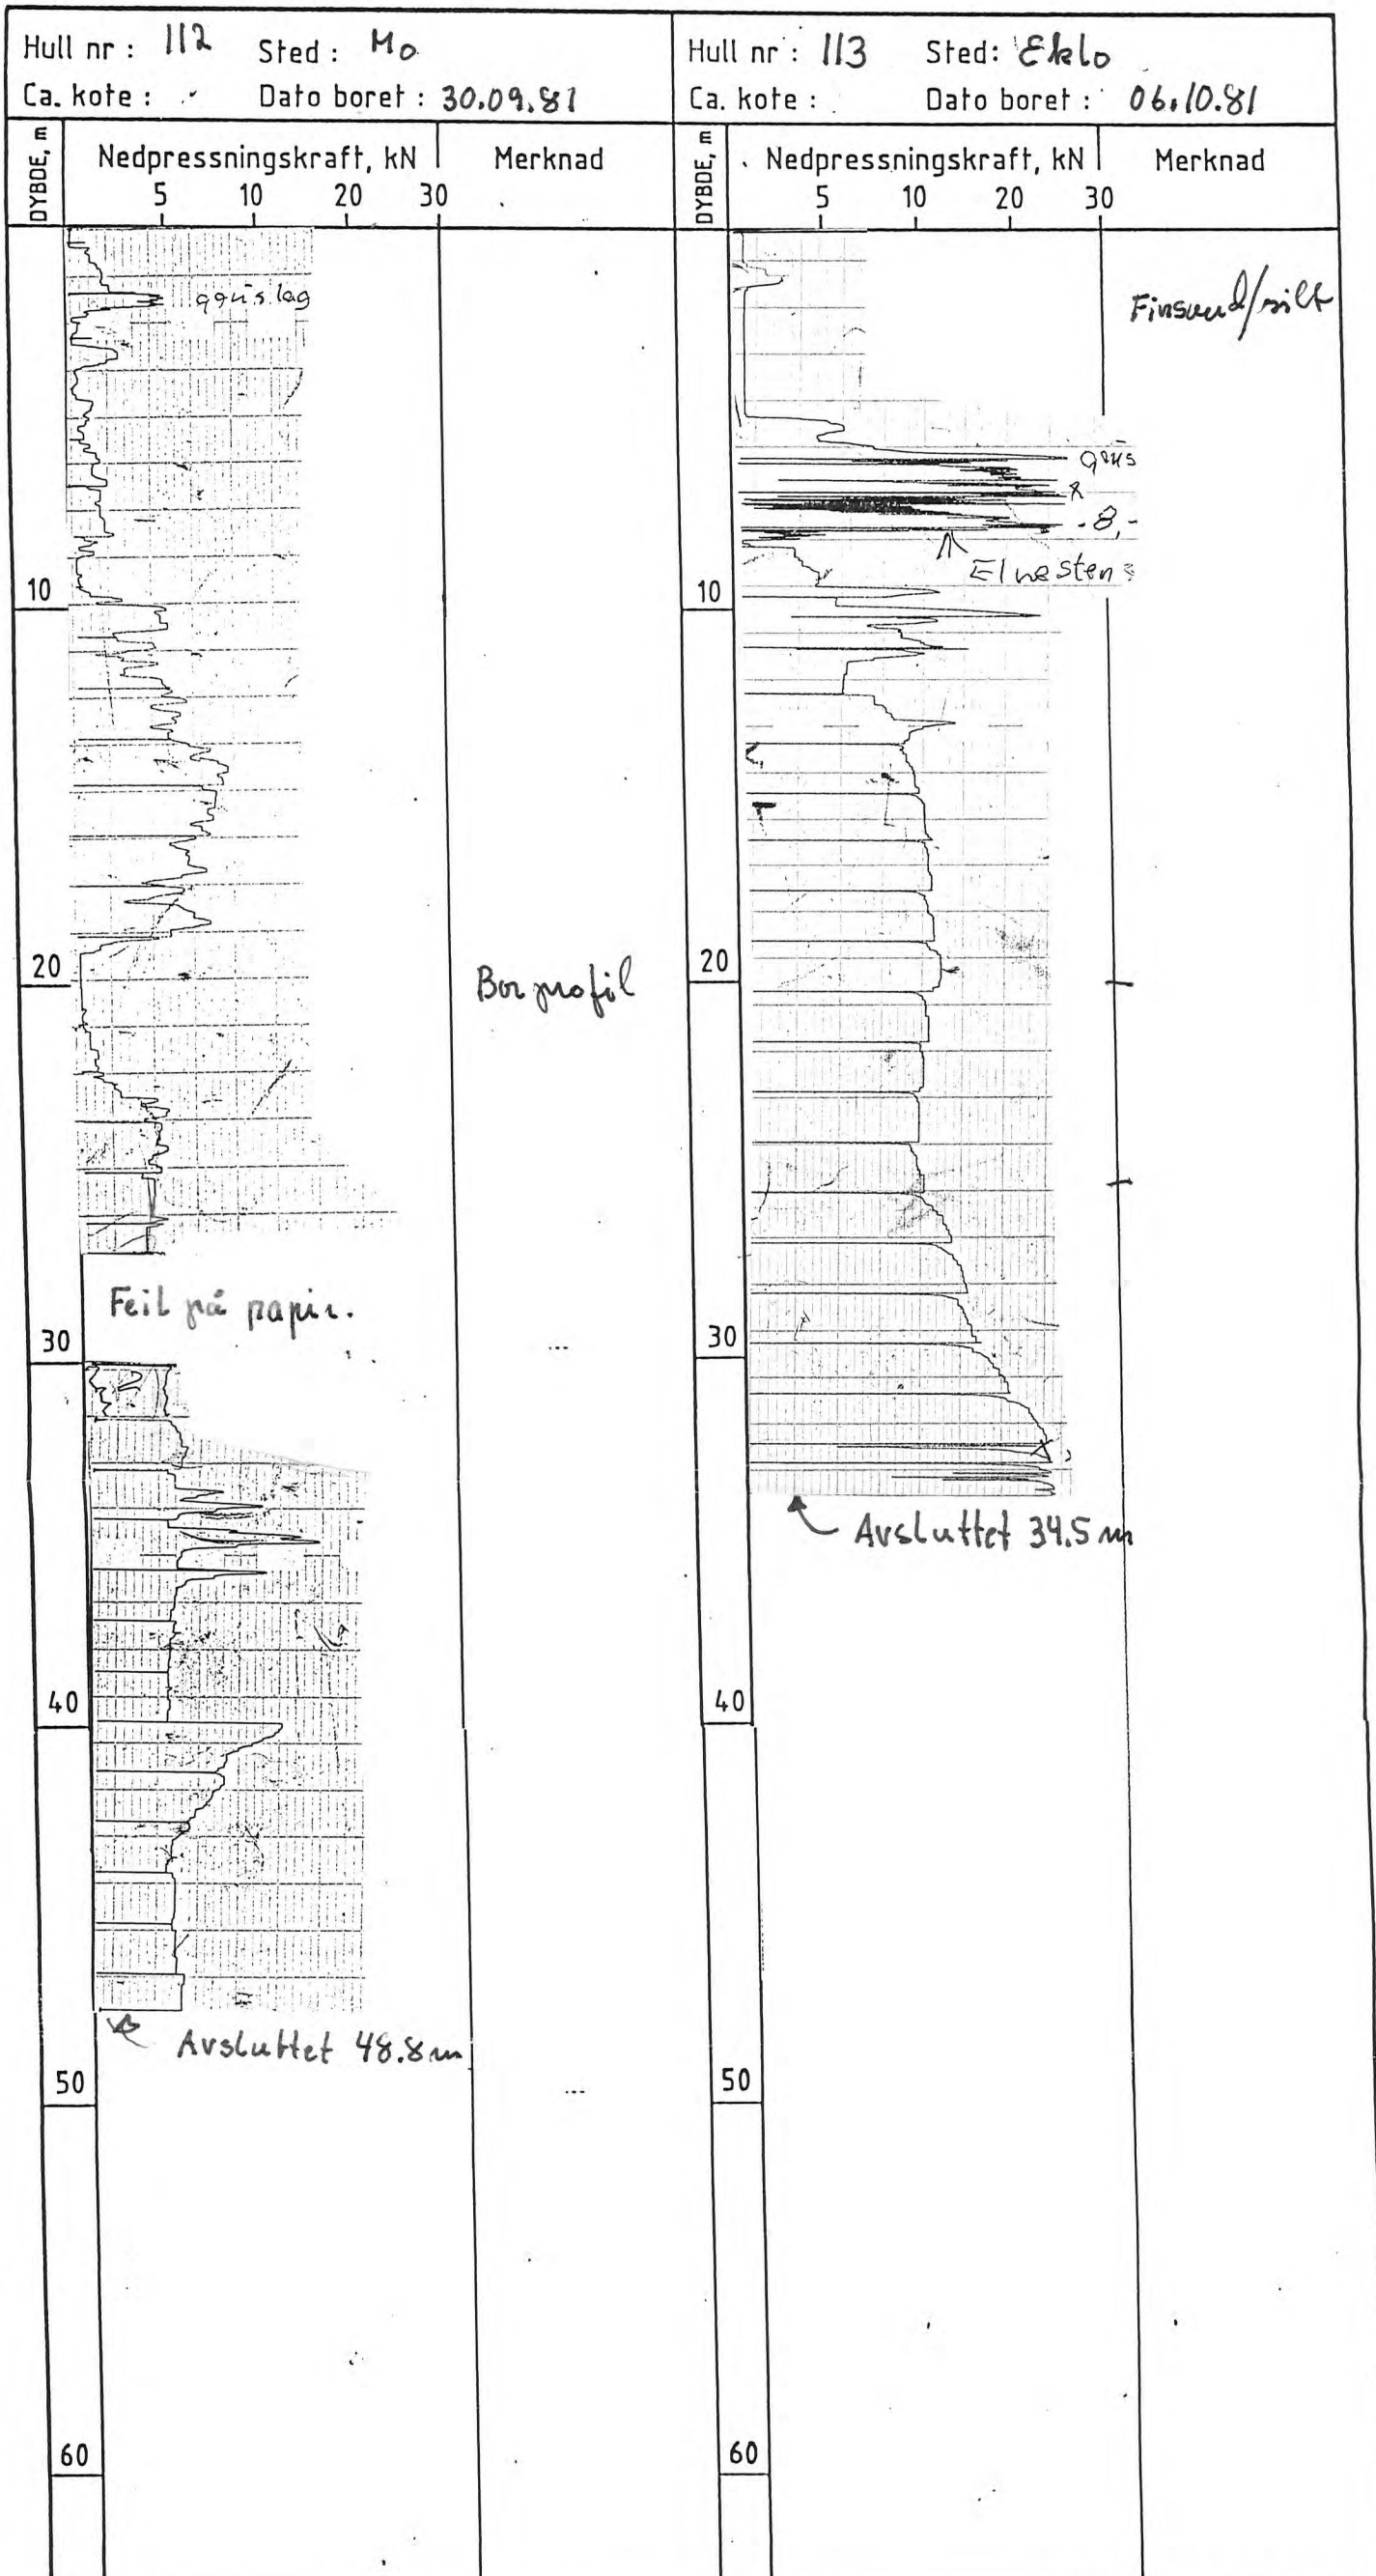 Hull nr : 112 Sted : Mo
Ca. kote : Dato boret : 30.09.81
DYBDE, m
Nedpressningskraft, kN
Merknad
5 10 20 30
grus lag
10
20
Borprofil
Feil på papir.
30
40
Avsluttet 48.8 m
50
60
Hull nr : 113 Sted: Eklo
Ca. kote : Dato boret : 06.10.81
DYBDE, m
Nedpressningskraft, kN
Merknad
5 10 20 30
Finsand/silt
grus
Elvesten
10
20
30
Avsluttet 34.5 m
40
50
60